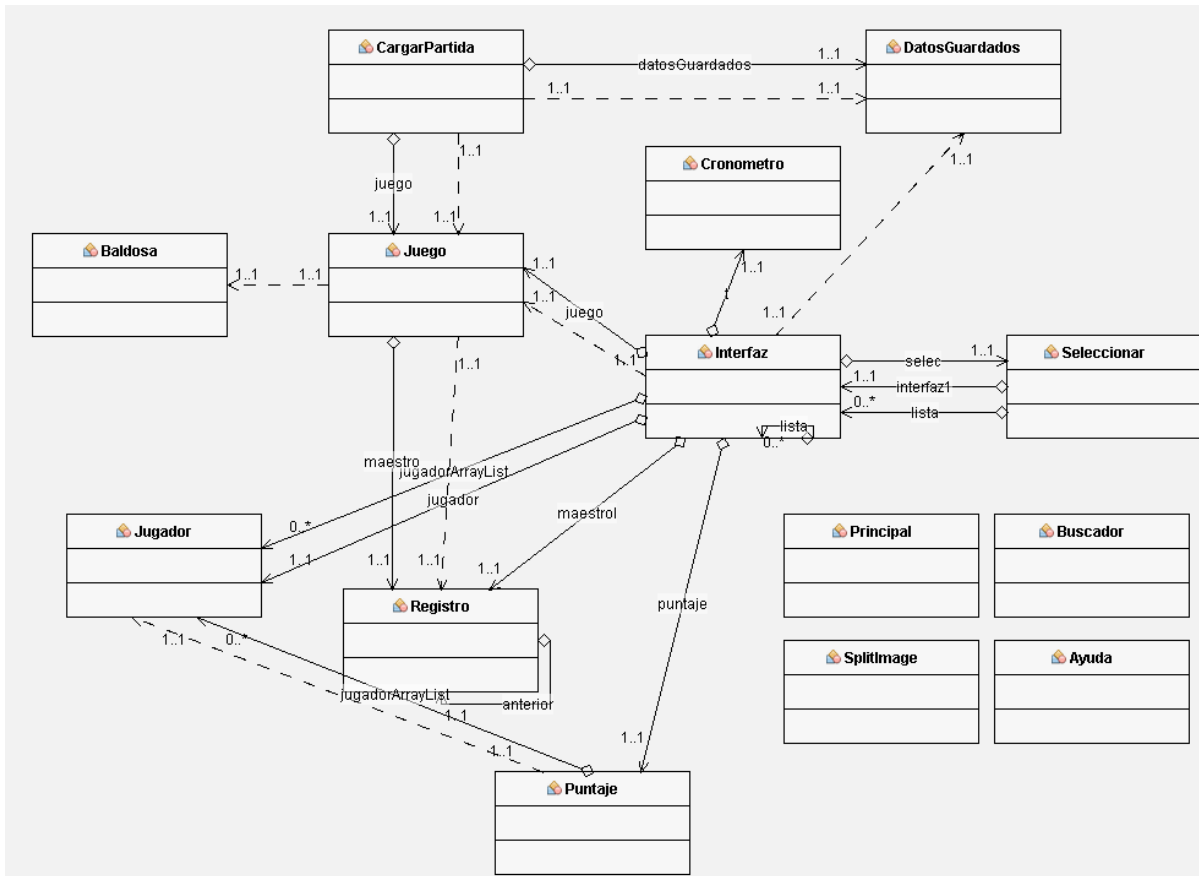 CargarPartida
DatosGuardados
1..1
datosGuardados
1..1
1..1
1..1
1..1
Cronometro
juego
1..1
1..1
Baldosa
Juego
1..1
1..1
1..1
1..1
1..1
t
1..1
juego
1..1
1..1
Interfaz
Seleccionar
1..1
1..1
selec
1..1
1..1
interfaz1
0..*
lista
lista
0..*
maestro
jugadorArrayList
jugador
maestrol
0..*
1..1
1..1
1..1
1..1
Jugador
Principal
Buscador
Registro
puntaje
1..1
0..*
SplitImage
Ayuda
jugadorArrayList
anterior
1..1
1..1
1..1
Puntaje